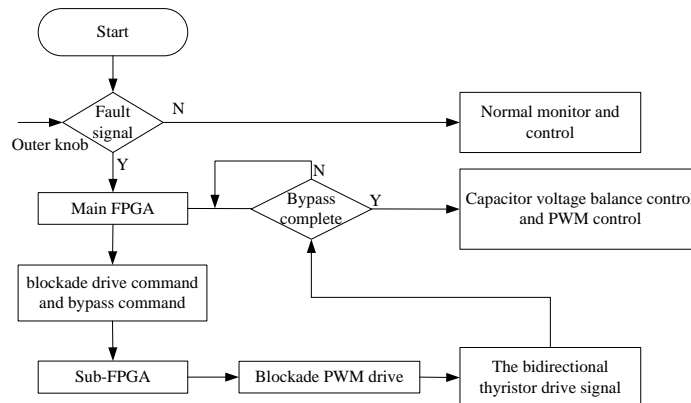 Start
Fault
signal
N
Outer knob
Y
Normal monitor and
control
Main FPGA
N
Bypass
complete
Y
Capacitor voltage balance control
and PWM control
blockade drive command
and bypass command
Sub-FPGA
Blockade PWM drive
The bidirectional
thyristor drive signal